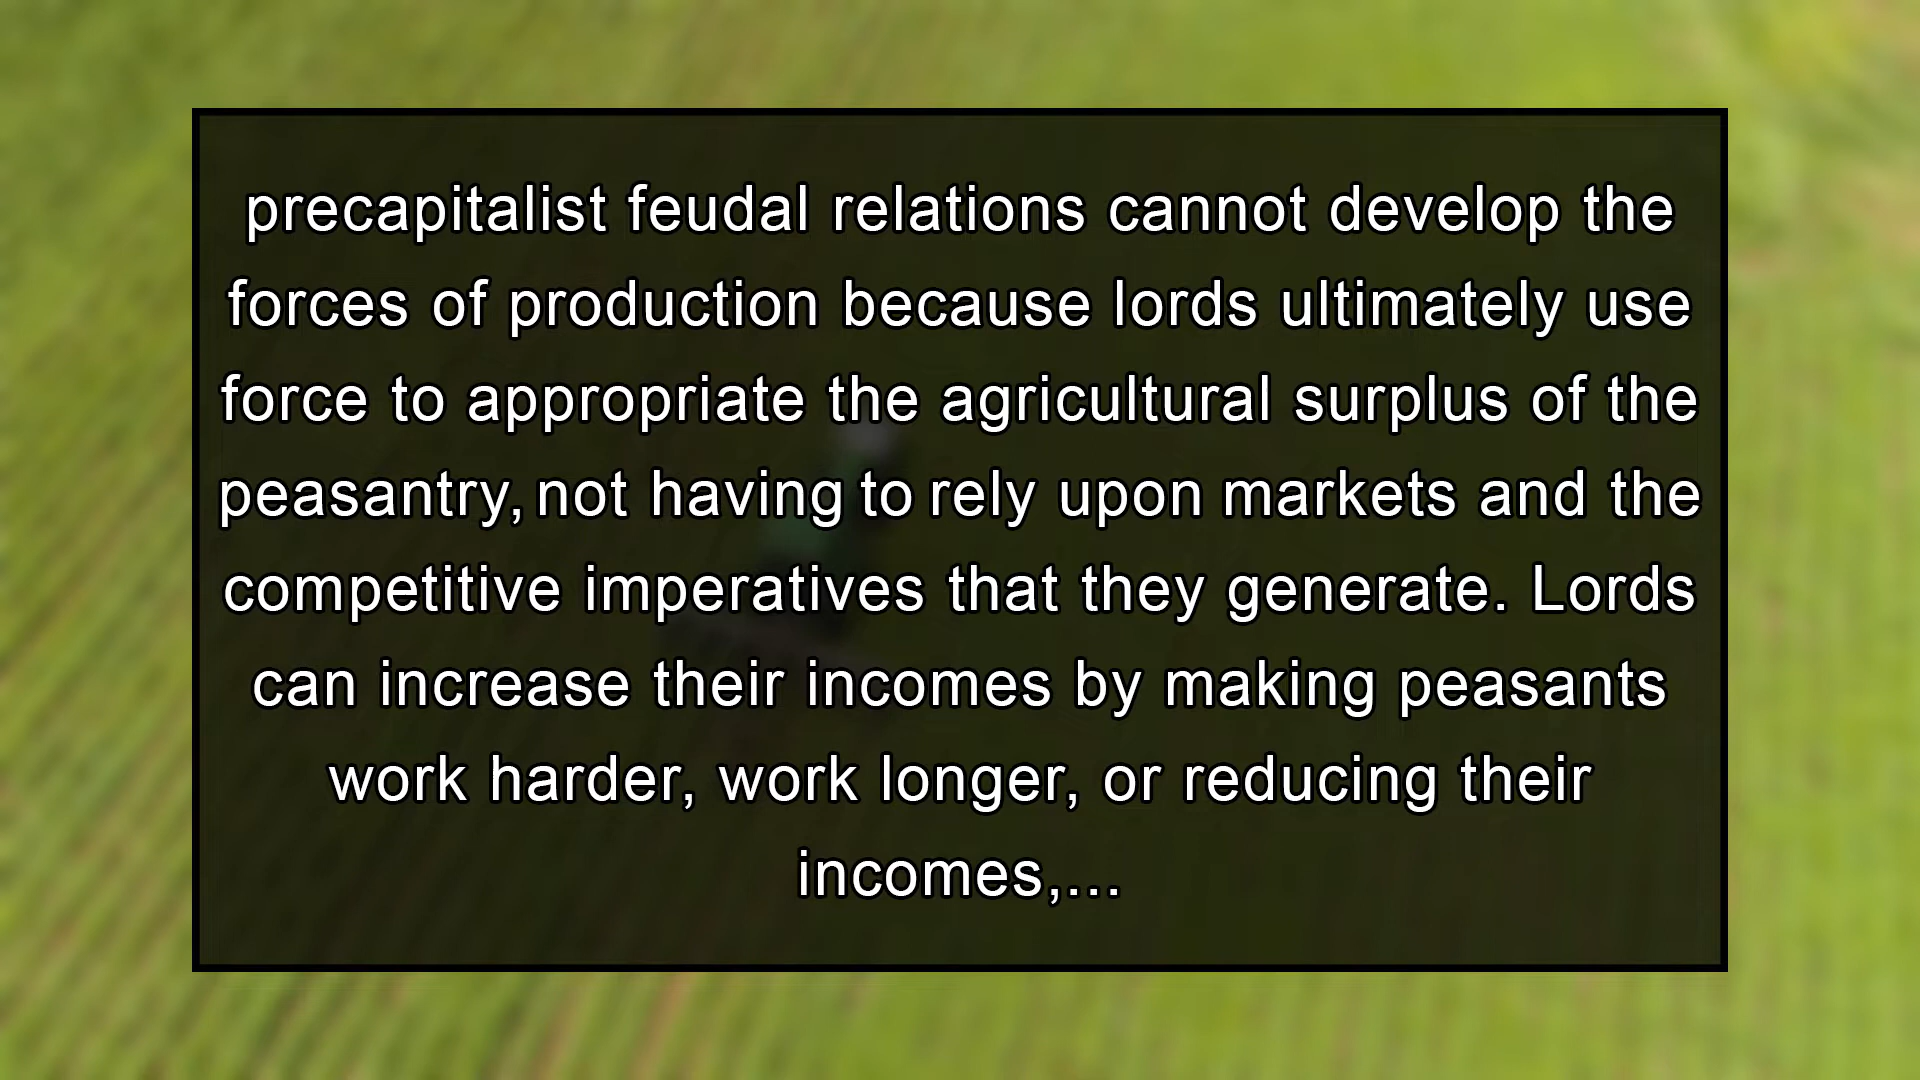 precapitalist feudal relations cannot develop the
forces of production because lords ultimately use
force to appropriate the agricultural surplus of the
peasantry, not having to rely upon markets and the
competitive imperatives that they generate. Lords
can increase their incomes by making peasants
work harder, work longer, or reducing their
incomes,...